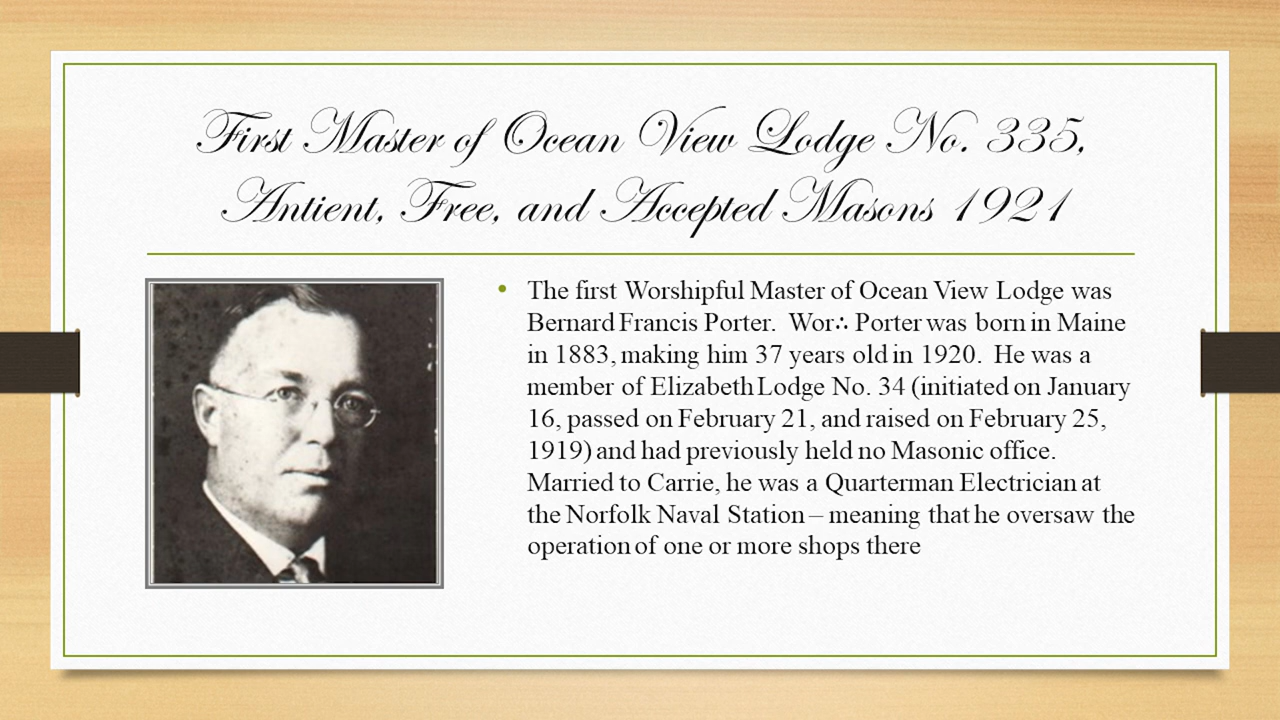 First Master of Ocean View Lodge No. 335,
Antient, Free, and Accepted Masons 1921
• The first Worshipful Master of Ocean View Lodge was
Bernard Francis Porter.  Wor∴ Porter was born in Maine
in 1883, making him 37 years old in 1920.  He was a
member of Elizabeth Lodge No. 34 (initiated on January
16, passed on February 21, and raised on February 25,
1919) and had previously held no Masonic office.
Married to Carrie, he was a Quarterman Electrician at
the Norfolk Naval Station – meaning that he oversaw the
operation of one or more shops there